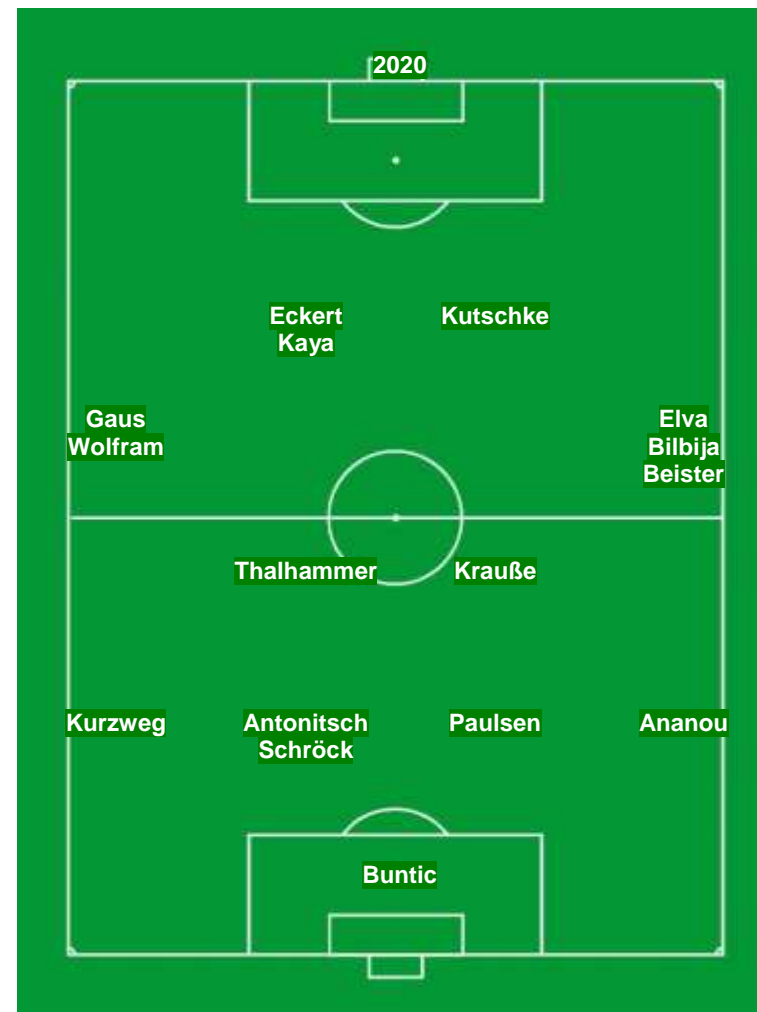 2020
Eckert
Kaya
Kutschke
Gaus
Wolfram
Elva
Bilbija
Beister
Thalhammer
Krauße
Kurzweg
Antonitsch
Schröck
Paulsen
Ananou
Buntic